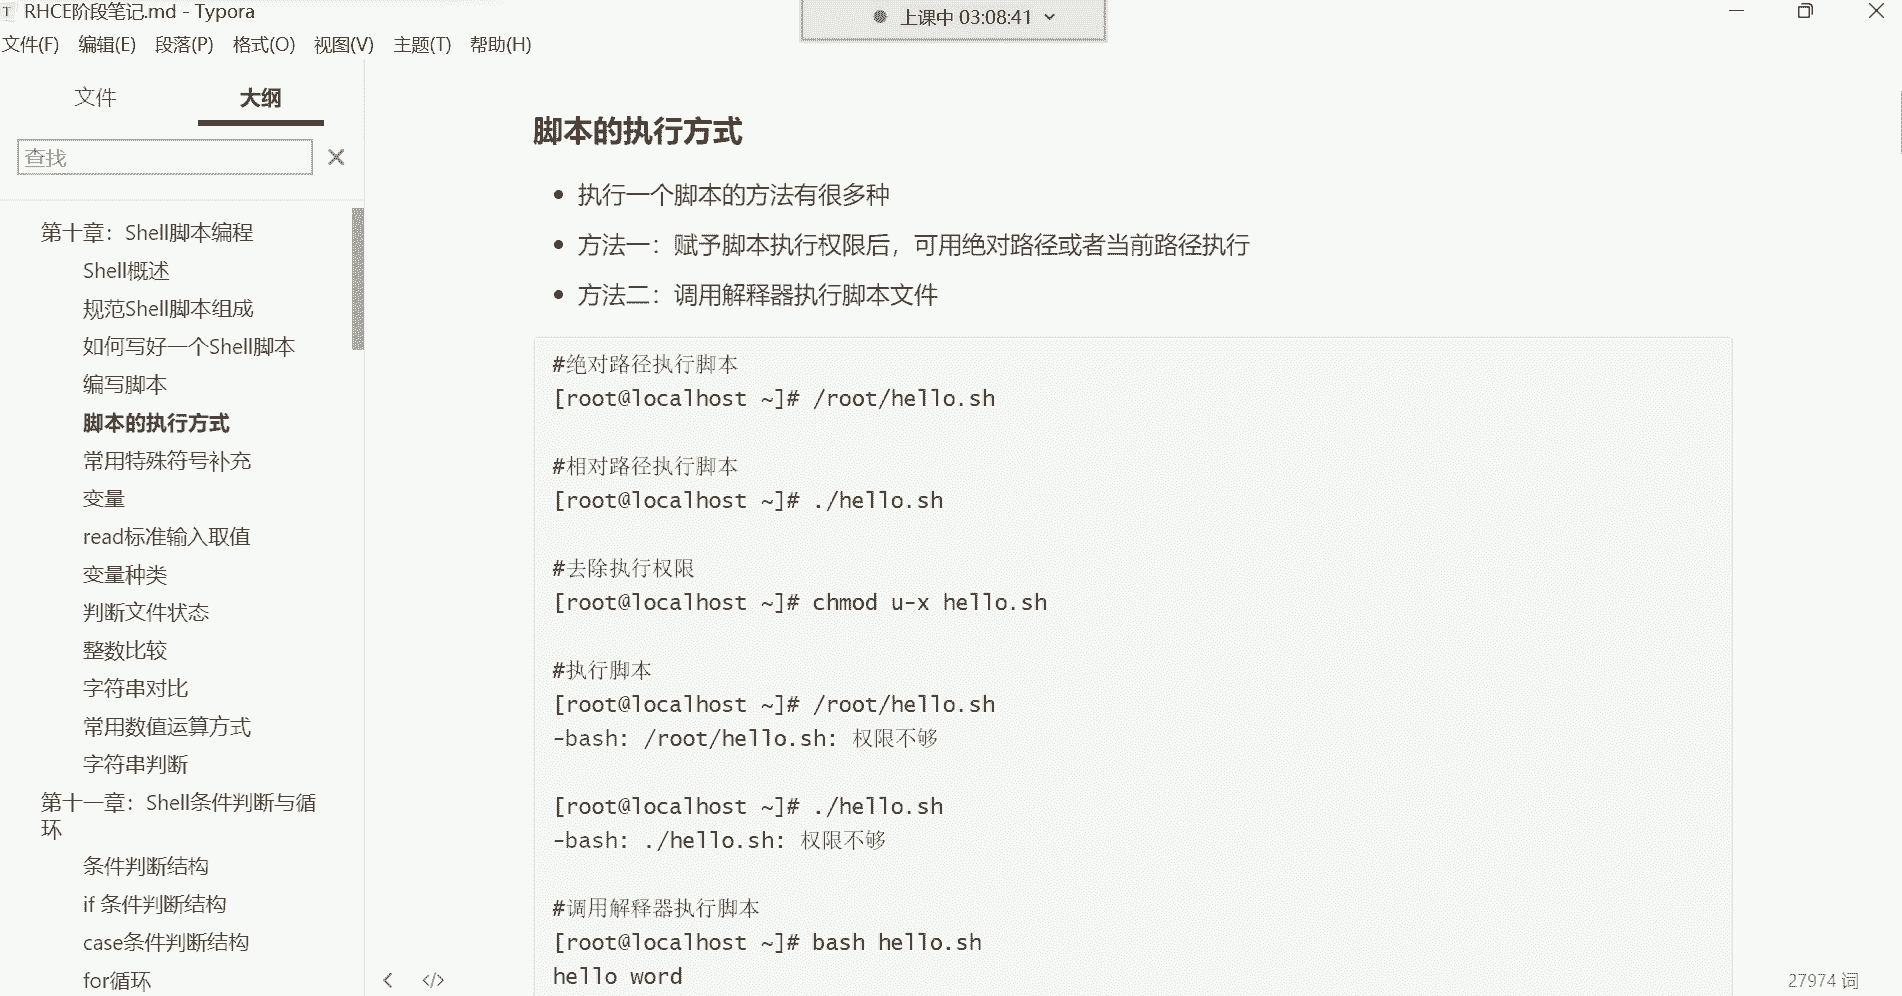 RHCE阶段笔记.md - Typora
上课中 03:08:41
文件(F) 编辑(E) 段落(P) 格式(O) 视图(V) 主题(T) 帮助(H)
文件 大纲
查找
第十章：Shell脚本编程
Shell概述
规范Shell脚本组成
如何写好一个Shell脚本
编写脚本
脚本的执行方式
常用特殊符号补充
变量
read标准输入取值
变量种类
判断文件状态
整数比较
字符串对比
常用数值运算方式
字符串判断
第十一章：Shell条件判断与循
环
条件判断结构
if 条件判断结构
case条件判断结构
for循环
脚本的执行方式
执行一个脚本的方法有很多种
方法一：赋予脚本执行权限后，可用绝对路径或者当前路径执行
方法二：调用解释器执行脚本文件
#绝对路径执行脚本
[root@localhost ~]# /root/hello.sh
#相对路径执行脚本
[root@localhost ~]# ./hello.sh
#去除执行权限
[root@localhost ~]# chmod u-x hello.sh
#执行脚本
[root@localhost ~]# /root/hello.sh
-bash: /root/hello.sh: 权限不够
[root@localhost ~]# ./hello.sh
-bash: ./hello.sh: 权限不够
#调用解释器执行脚本
[root@localhost ~]# bash hello.sh
hello word
</> 
27974 词